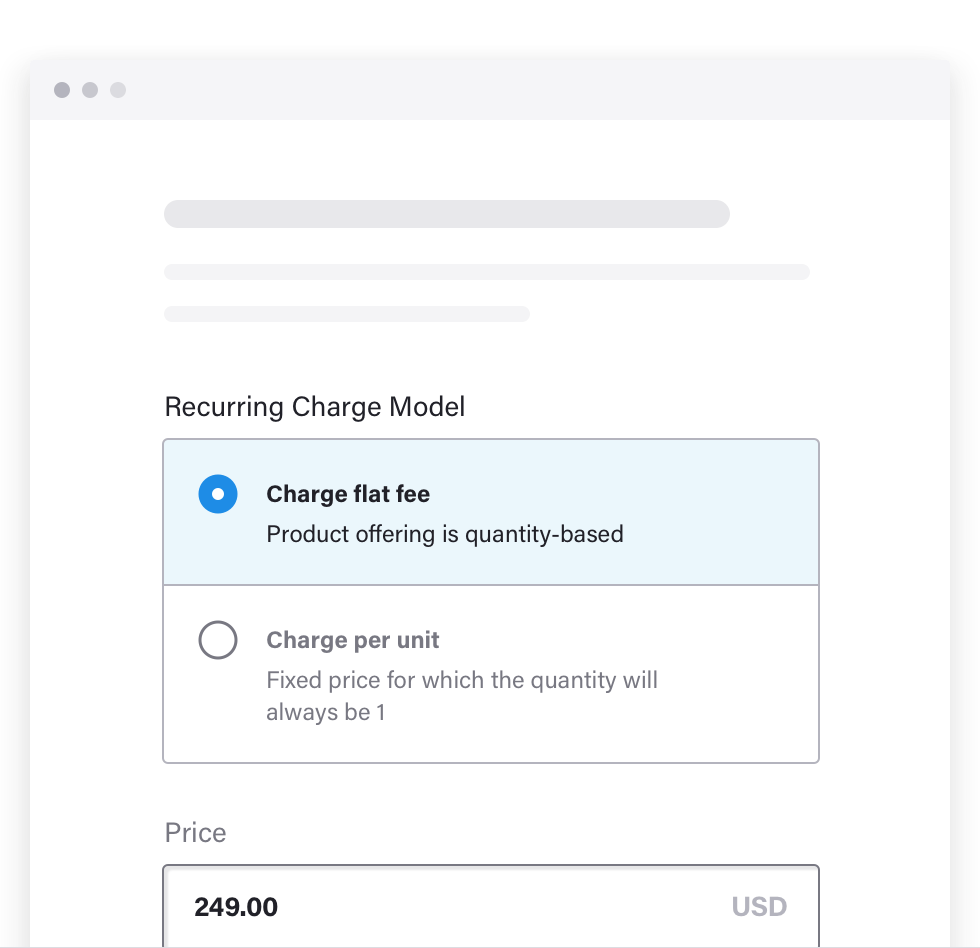 Recurring Charge Model
Charge flat fee
Product offering is quantity-based
Charge per unit
Fixed price for which the quantity will
always be 1
Price
249.00 USD